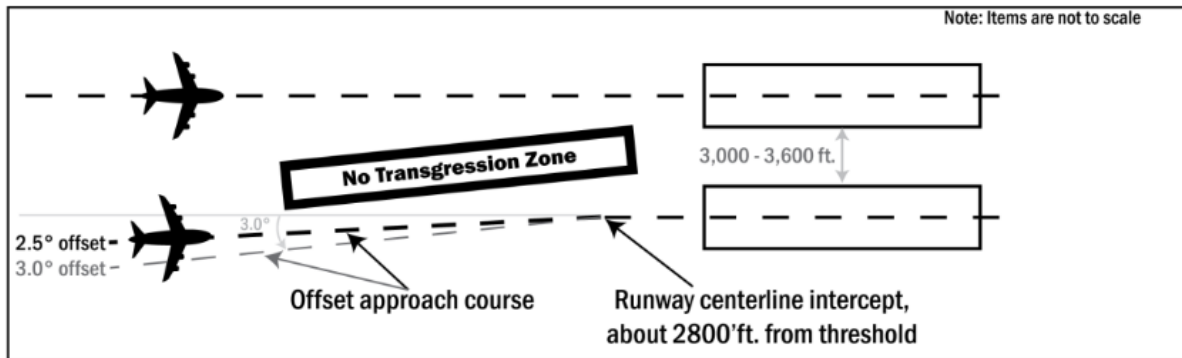 Note: Items are not to scale
No Transgression Zone
3,000 - 3,600 ft.
3.0°
2.5° offset
3.0° offset
Offset approach course
Runway centerline intercept,
about 2800'ft. from threshold